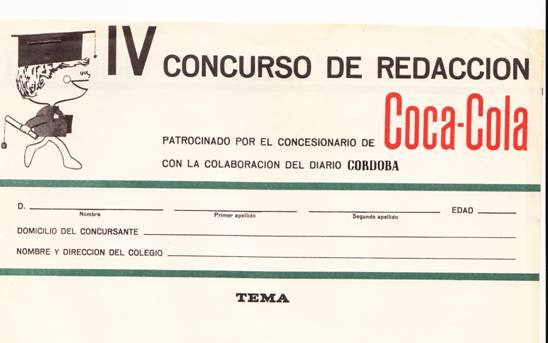 IV CONCURSO DE REDACCION
PATROCINADO POR EL CONCESIONARIO DE Coca-Cola
CON LA COLABORACION DEL DIARIO CORDOBA
D. EDAD
Nombre Primer apellido Segundo apellido
DOMICILIO DEL CONCURSANTE
NOMBRE Y DIRECCION DEL COLEGIO
TEMA